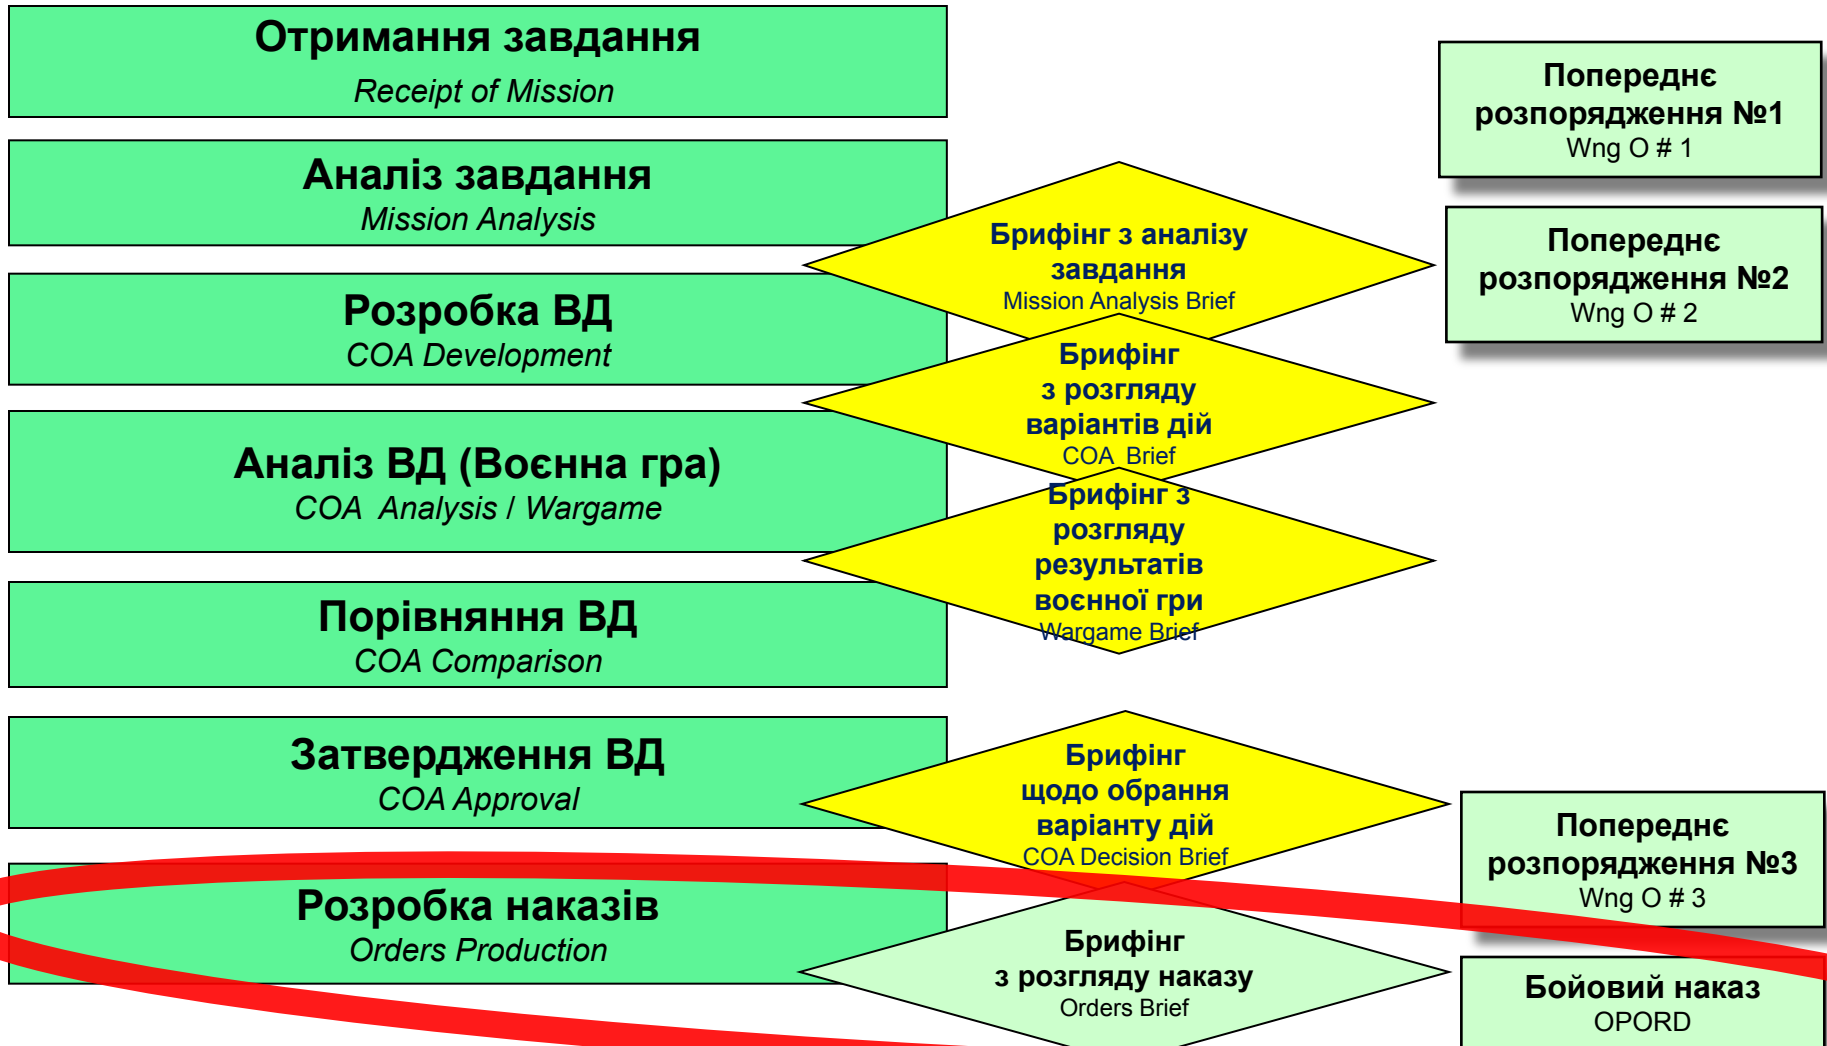 Отримання завдання
Receipt of Mission
Попереднє
розпорядження №1
Wng O # 1
Аналіз завдання
Mission Analysis
Брифінг з аналізу
завдання
Mission Analysis Brief
Попереднє
розпорядження №2
Wng O # 2
Розробка ВД
COA Development
Брифінг
з розгляду
варіантів дій
COA Brief
Аналіз ВД (Воєнна гра)
COA Analysis / Wargame
Брифінг з
розгляду
результатів
воєнної гри
Wargame Brief
Порівняння ВД
COA Comparison
Затвердження ВД
COA Approval
Брифінг
щодо обрання
варіанту дій
COA Decision Brief
Попереднє
розпорядження №3
Wng O # 3
Розробка наказів
Orders Production
Брифінг
з розгляду наказу
Orders Brief
Бойовий наказ
OPORD